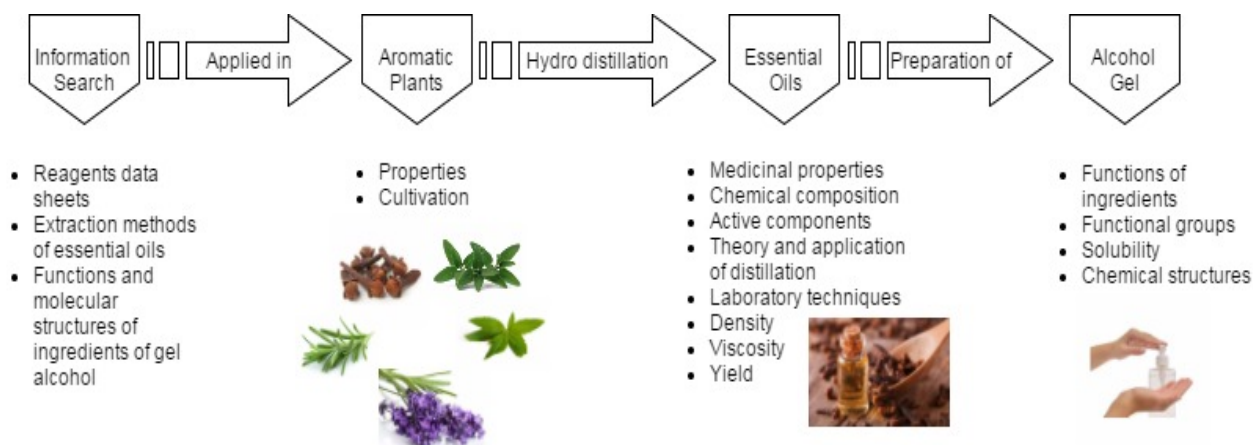 Information
Search
Applied in
Aromatic
Plants
Hydro distillation
Essential
Oils
Preparation of
Alcohol
Gel
• Reagents data
sheets
• Extraction methods
of essential oils
• Functions and
molecular
structures of
ingredients of gel
alcohol
• Properties
• Cultivation
• Medicinal properties
• Chemical composition
• Active components
• Theory and application
of distillation
• Laboratory techniques
• Density
• Viscosity
• Yield
• Functions of
ingredients
• Functional groups
• Solubility
• Chemical structures